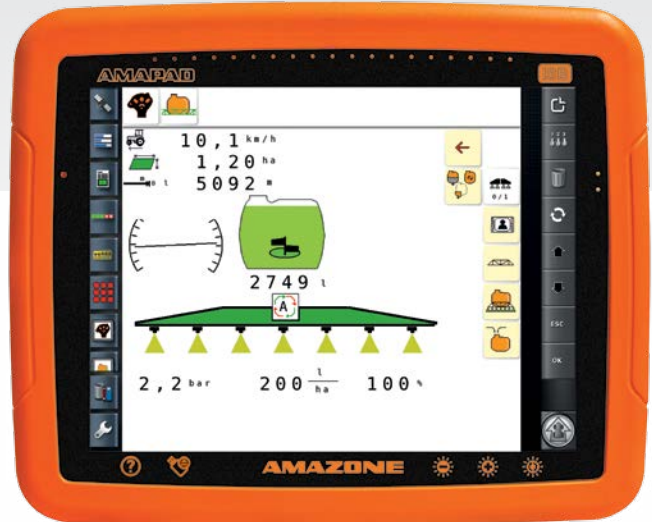 AMAPAD
10,1 km/h
1,20 ha
5092 m
0/1
2749 l
A
2,2 bar 200 l/ha 100 %
ESC
OK
? AMAZONE